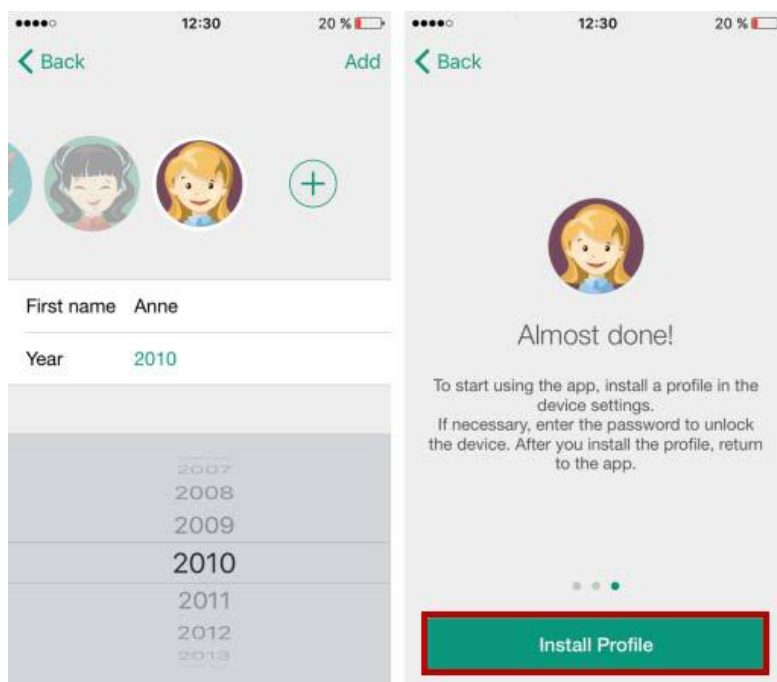 12:30
20 %
Back
Add
First name Anne
Year 2010
2007
2008
2009
2010
2011
2012
2013
12:30
20 %
Back
Almost done!
To start using the app, install a profile in the
device settings.
If necessary, enter the password to unlock
the device. After you install the profile, return
to the app.
Install Profile